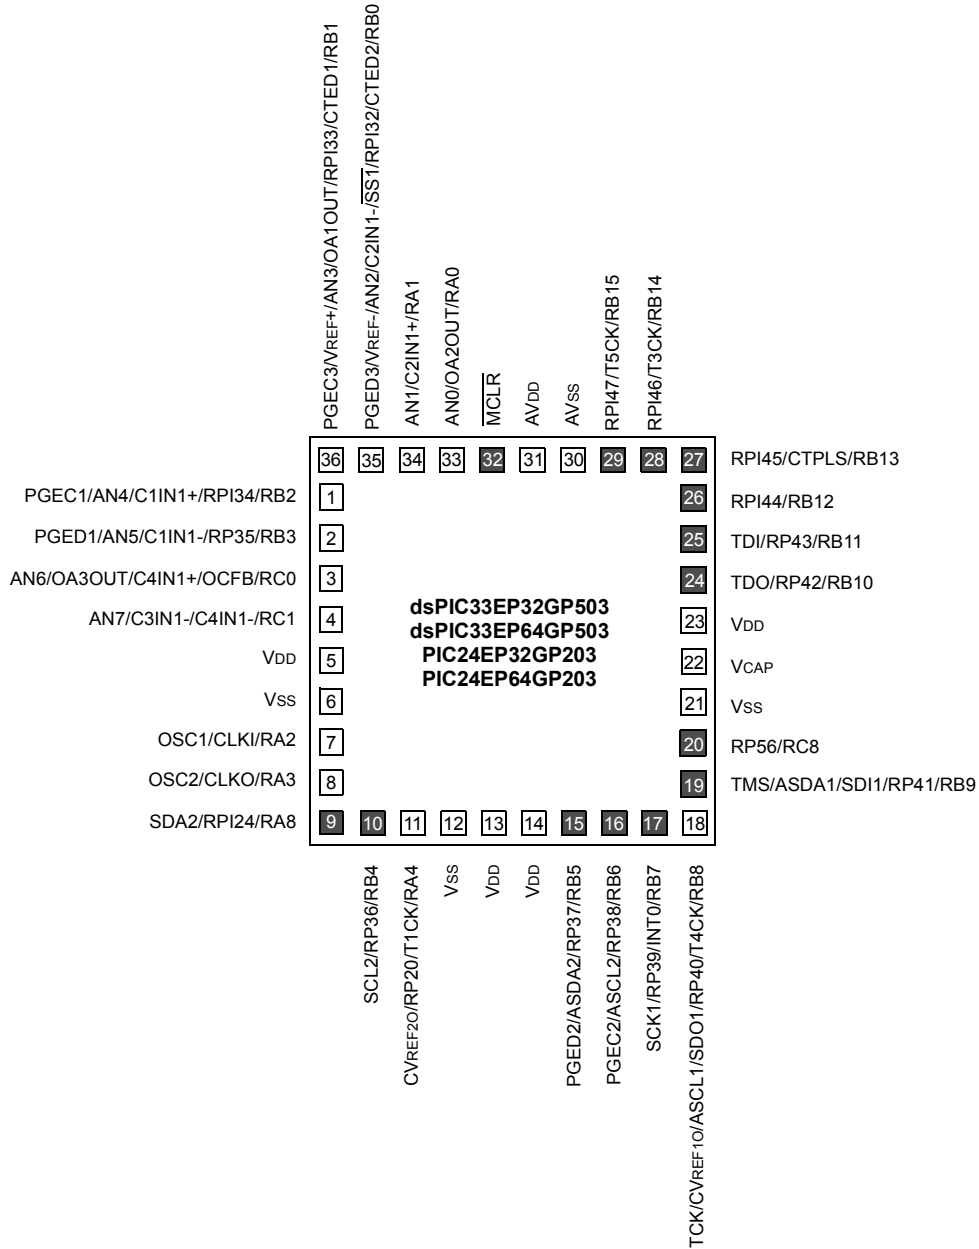 PGEC3/VREF+/AN3/OA1OUT/RPI33/CTED1/RB1
PGED3/VREF-/AN2/C2IN1-/SS1/RPI32/CTED2/RB0
AN1/C2IN1+/RA1
AN0/OA2OUT/RA0
MCLR
AVDD
AVSS
RPI47/T5CK/RB15
RPI46/T3CK/RB14
36 35 34 33 32 31 30 29 28 27 RPI45/CTPLS/RB13
PGEC1/AN4/C1IN1+/RPI34/RB2 1
26 RPI44/RB12
PGED1/AN5/C1IN1-/RP35/RB3 2
25 TDI/RP43/RB11
AN6/OA3OUT/C4IN1+/OCFB/RC0 3
24 TDO/RP42/RB10
AN7/C3IN1-/C4IN1-/RC1 4
23 VDD
dsPIC33EP32GP503
dsPIC33EP64GP503
PIC24EP32GP203
PIC24EP64GP203
VDD 5
22 VCAP
VSS 6
21 VSS
OSC1/CLKI/RA2 7
20 RP56/RC8
OSC2/CLKO/RA3 8
19 TMS/ASDA1/SDI1/RP41/RB9
SDA2/RPI24/RA8 9 10 11 12 13 14 15 16 17 18
SCL2/RP36/RB4
CVREF2O/RP20/T1CK/RA4
VSS
VDD
VDD
PGED2/ASDA2/RP37/RB5
PGEC2/ASCL2/RP38/RB6
SCK1/RP39/INT0/RB7
TCK/CVREF1O/ASCL1/SDO1/RP40/T4CK/RB8